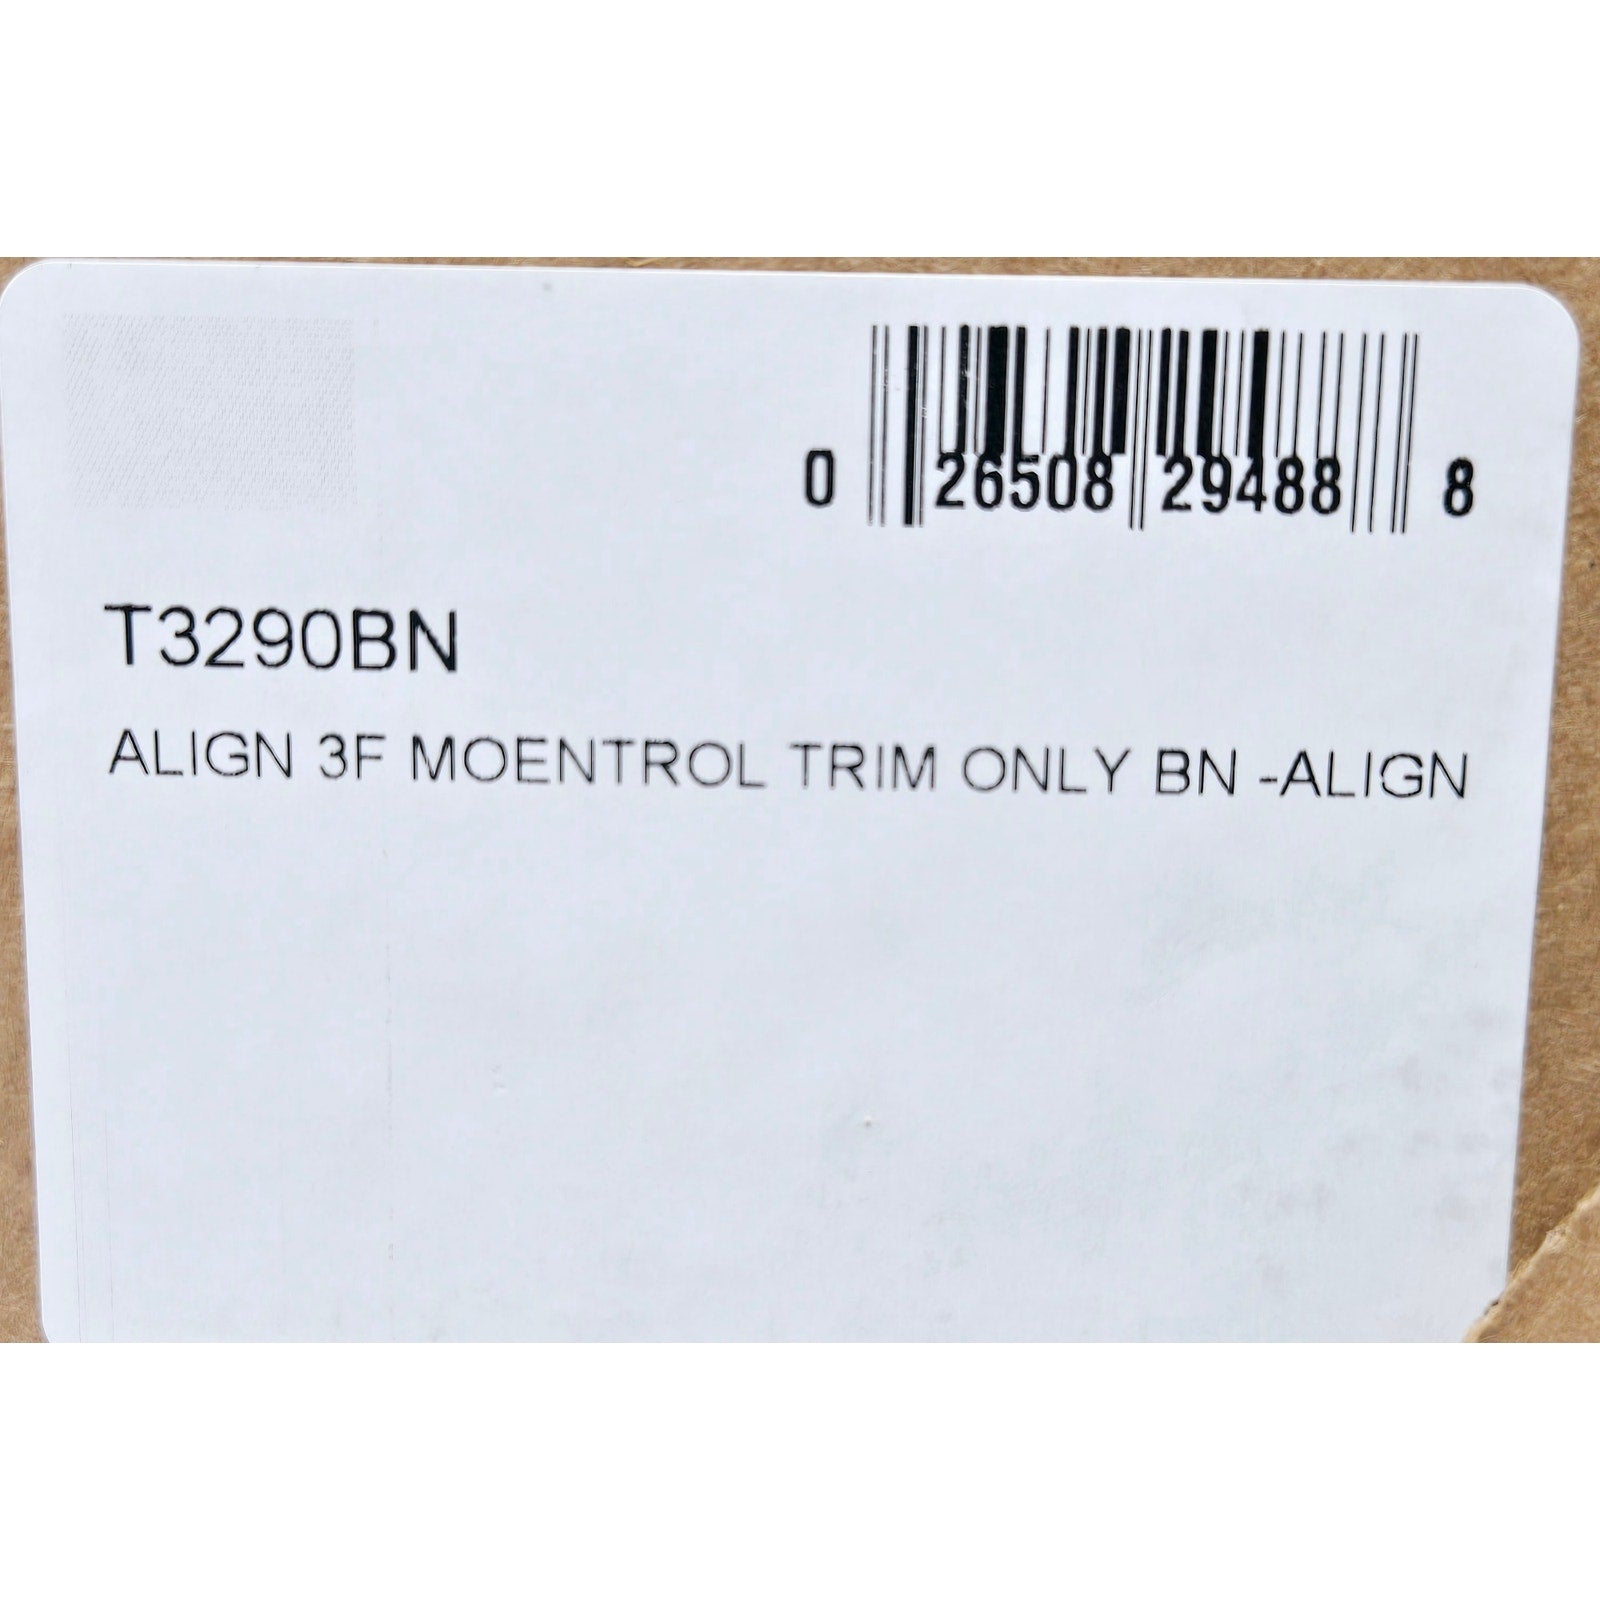 0 26508 29488 8
T3290BN
ALIGN 3F MOENTROL TRIM ONLY BN -ALIGN